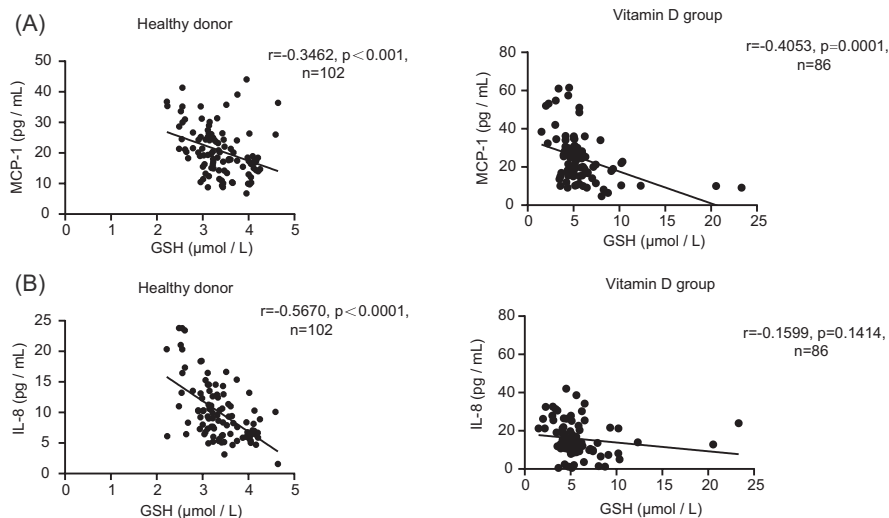 (A)
Healthy donor
r=-0.3462, p<0.001,
n=102
MCP-1 (pg / mL)
50
40
30
20
10
0
0 1 2 3 4 5
GSH (μmol / L)
Vitamin D group
r=-0.4053, p=0.0001,
n=86
MCP-1 (pg / mL)
80
60
40
20
0
0 5 10 15 20 25
GSH (μmol / L)
(B)
Healthy donor
r=-0.5670, p<0.0001,
n=102
IL-8 (pg / mL)
25
20
15
10
5
0
0 1 2 3 4 5
GSH (μmol / L)
Vitamin D group
r=-0.1599, p=0.1414,
n=86
IL-8 (pg / mL)
80
60
40
20
0
0 5 10 15 20 25
GSH (μmol / L)